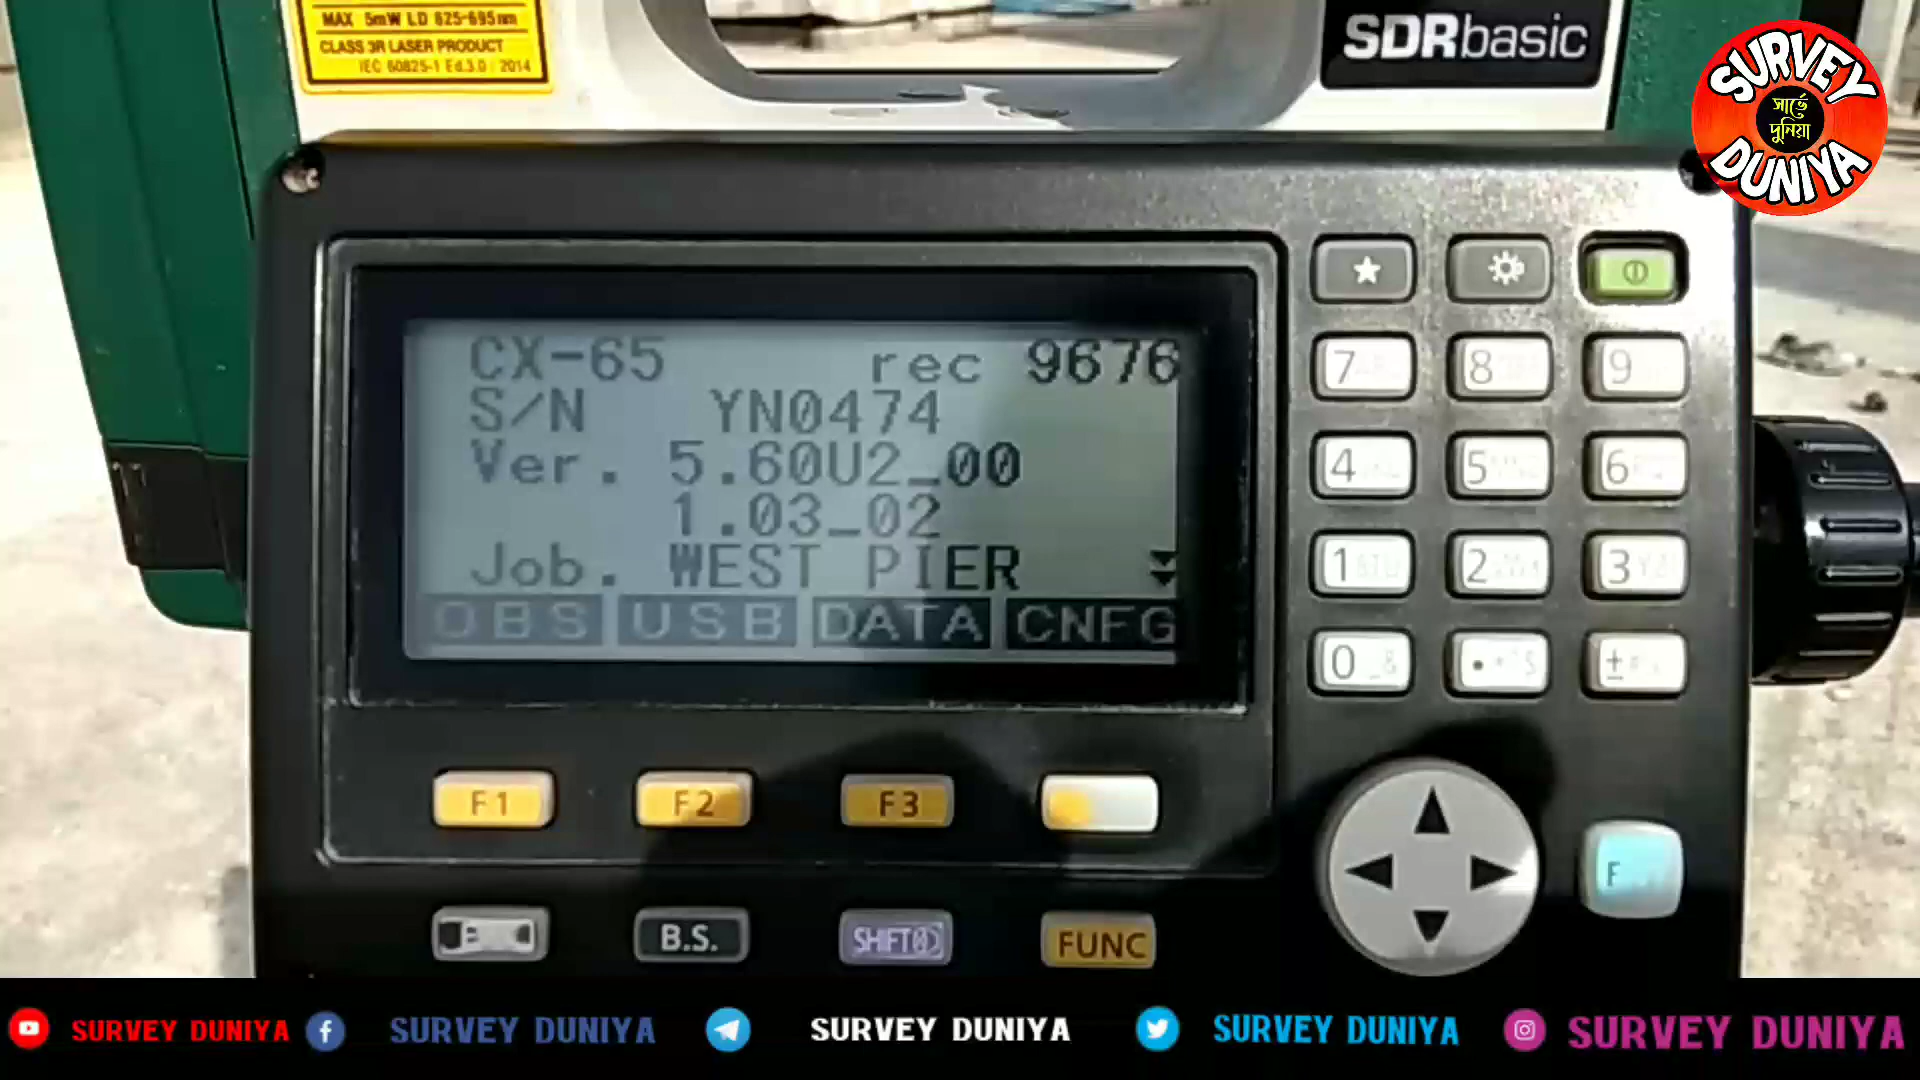 MAX 5mW LD 625-695nm
CLASS 3R LASER PRODUCT
IEC 60825-1 Ed.3.0 : 2014
SDRbasic
SURVEY
সার্ভে
দুনিয়া
DUNIYA
CX-65 rec 9676
S/N YN0474
Ver. 5.60U2_00
1.03_02
Job. WEST PIER
OBS USB DATA CNFG
7 8 9
4 5 6
1 2 3
0 . ±
F1 F2 F3
B.S. SHIFT FUNC
F
SURVEY DUNIYA SURVEY DUNIYA SURVEY DUNIYA SURVEY DUNIYA SURVEY DUNIYA